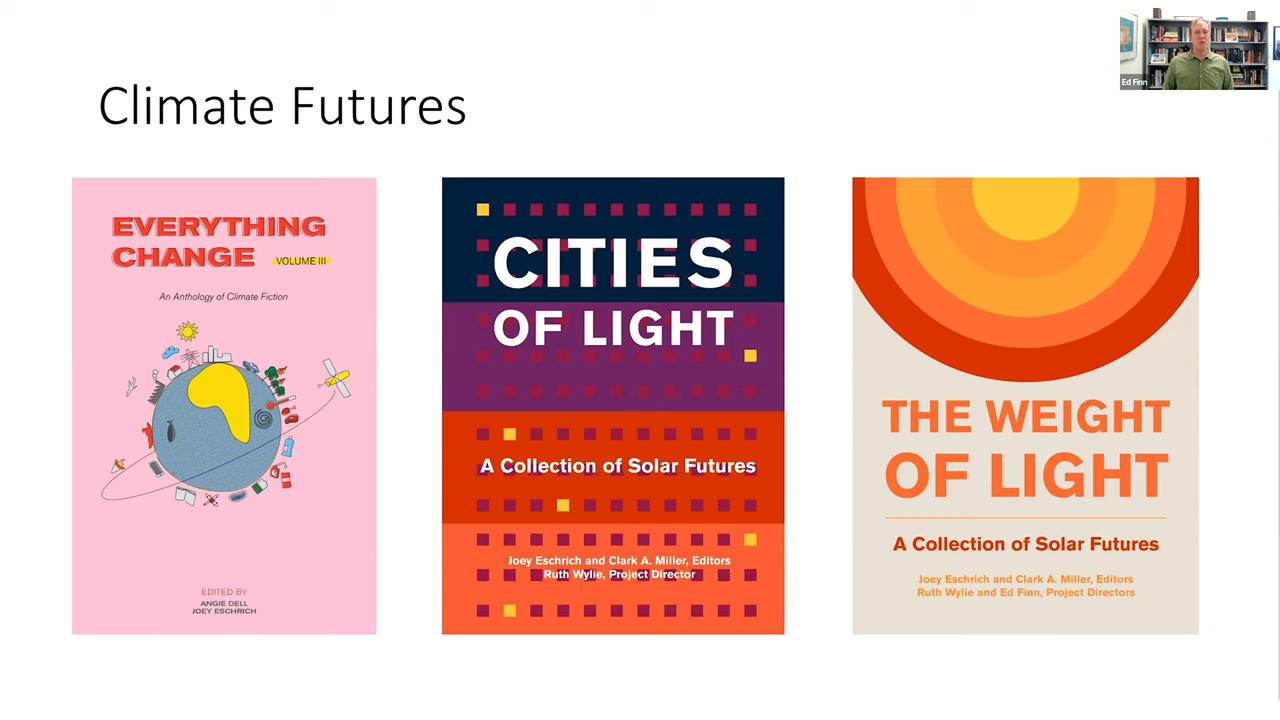 Ed Finn
Climate Futures
EVERYTHING
CHANGE VOLUME III
An Anthology of Climate Fiction
EDITED BY
ANGIE DELL
JOEY ESCHRICH
CITIES
OF LIGHT
A Collection of Solar Futures
Joey Eschrich and Clark A. Miller, Editors
Ruth Wylie, Project Director
THE WEIGHT
OF LIGHT
A Collection of Solar Futures
Joey Eschrich and Clark A. Miller, Editors
Ruth Wylie and Ed Finn, Project Directors